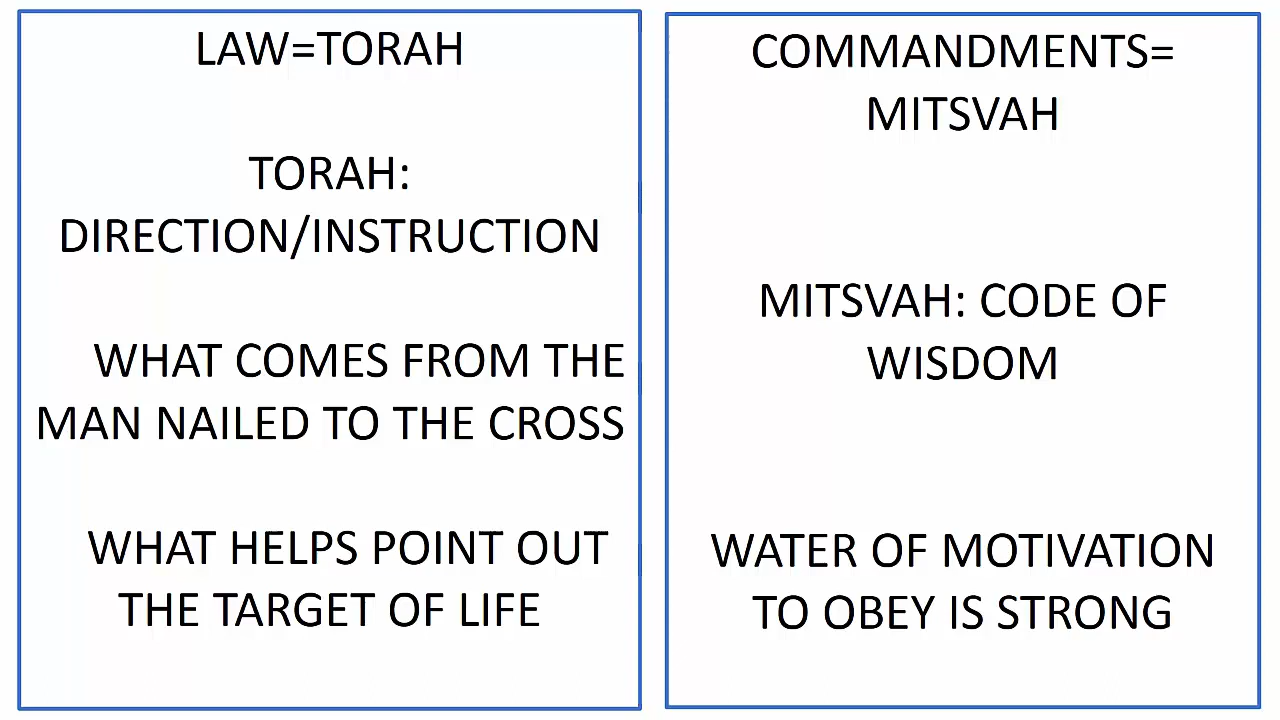 LAW=TORAH
TORAH:
DIRECTION/INSTRUCTION
WHAT COMES FROM THE
MAN NAILED TO THE CROSS
WHAT HELPS POINT OUT
THE TARGET OF LIFE
COMMANDMENTS=
MITSVAH
MITSVAH: CODE OF
WISDOM
WATER OF MOTIVATION
TO OBEY IS STRONG